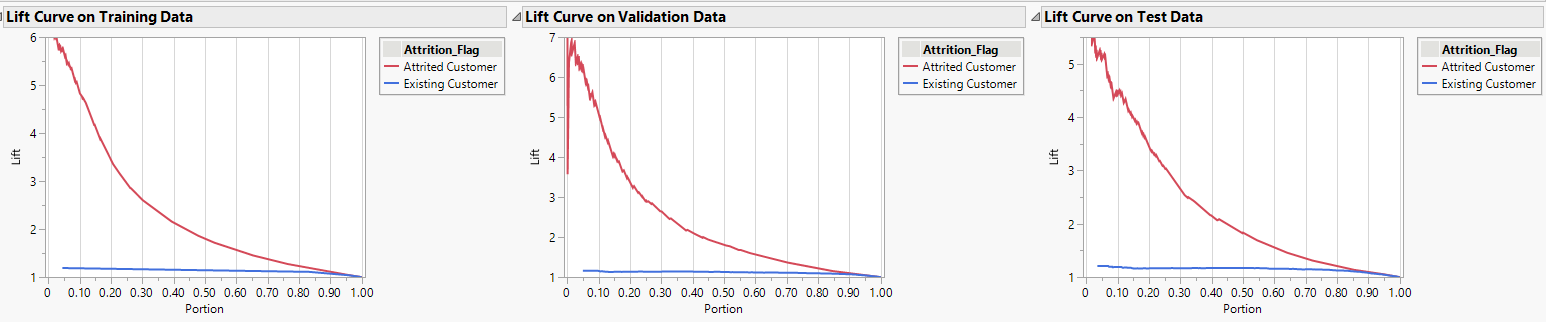 Lift Curve on Training Data
6
5
4
3
2
1
Lift
0 0.10 0.20 0.30 0.40 0.50 0.60 0.70 0.80 0.90 1.00
Portion
Attrition_Flag
Attrited Customer
Existing Customer
Lift Curve on Validation Data
7
6
5
4
3
2
1
Lift
0 0.10 0.20 0.30 0.40 0.50 0.60 0.70 0.80 0.90 1.00
Portion
Attrition_Flag
Attrited Customer
Existing Customer
Lift Curve on Test Data
5
4
3
2
1
Lift
0 0.10 0.20 0.30 0.40 0.50 0.60 0.70 0.80 0.90 1.00
Portion
Attrition_Flag
Attrited Customer
Existing Customer